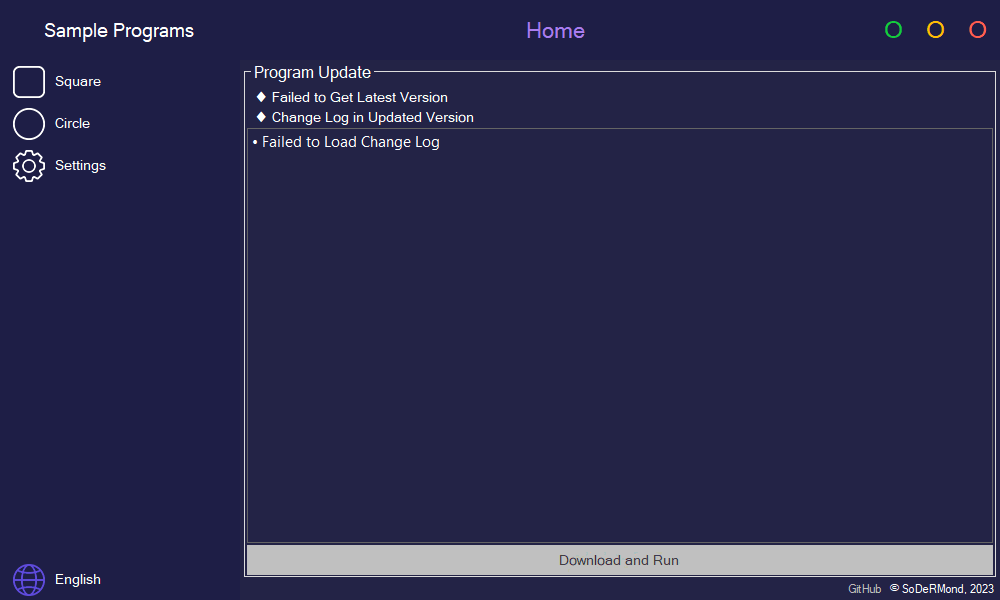 Sample Programs
Home
Square
Circle
Settings
Program Update
♦ Failed to Get Latest Version
♦ Change Log in Updated Version
• Failed to Load Change Log
Download and Run
English
GitHub © SoDeRMond, 2023